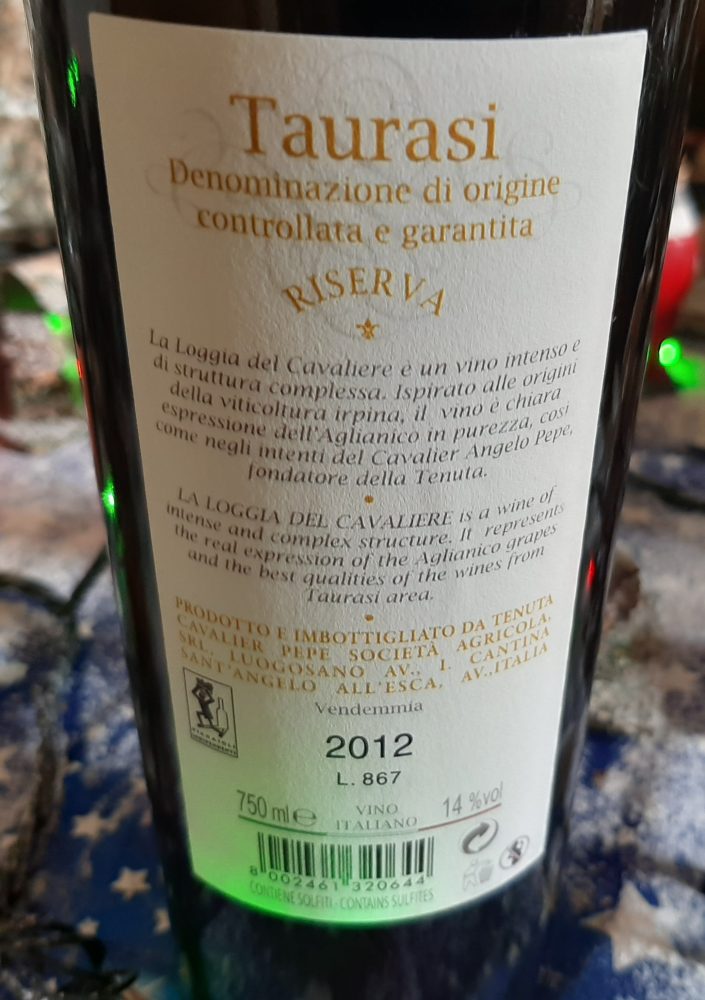 Taurasi
Denominazione di origine
controllata e garantita
RISERVA
La Loggia del Cavaliere è un vino intenso e
di struttura complessa. Ispirato alle origini
della viticoltura irpina, il vino è chiara
espressione dell'Aglianico in purezza, così
come negli intenti del Cavalier Angelo Pepe,
fondatore della Tenuta.
LA LOGGIA DEL CAVALIERE is a wine of
intense and complex structure. It represents
the real expression of the Aglianico grapes
and the best qualities of the wines from
Taurasi area.
PRODOTTO E IMBOTTIGLIATO DA TENUTA
CAVALIER PEPE SOCIETÀ AGRICOLA,
SRL, LUOGOSANO AV., I. CANTINA
SANT'ANGELO ALL'ESCA, AV.,ITALIA
Vendemmia
2012
L. 867
750 ml e
VINO
ITALIANO
14 %vol
8 002461 320644
CONTIENE SOLFITI - CONTAINS SULFITES